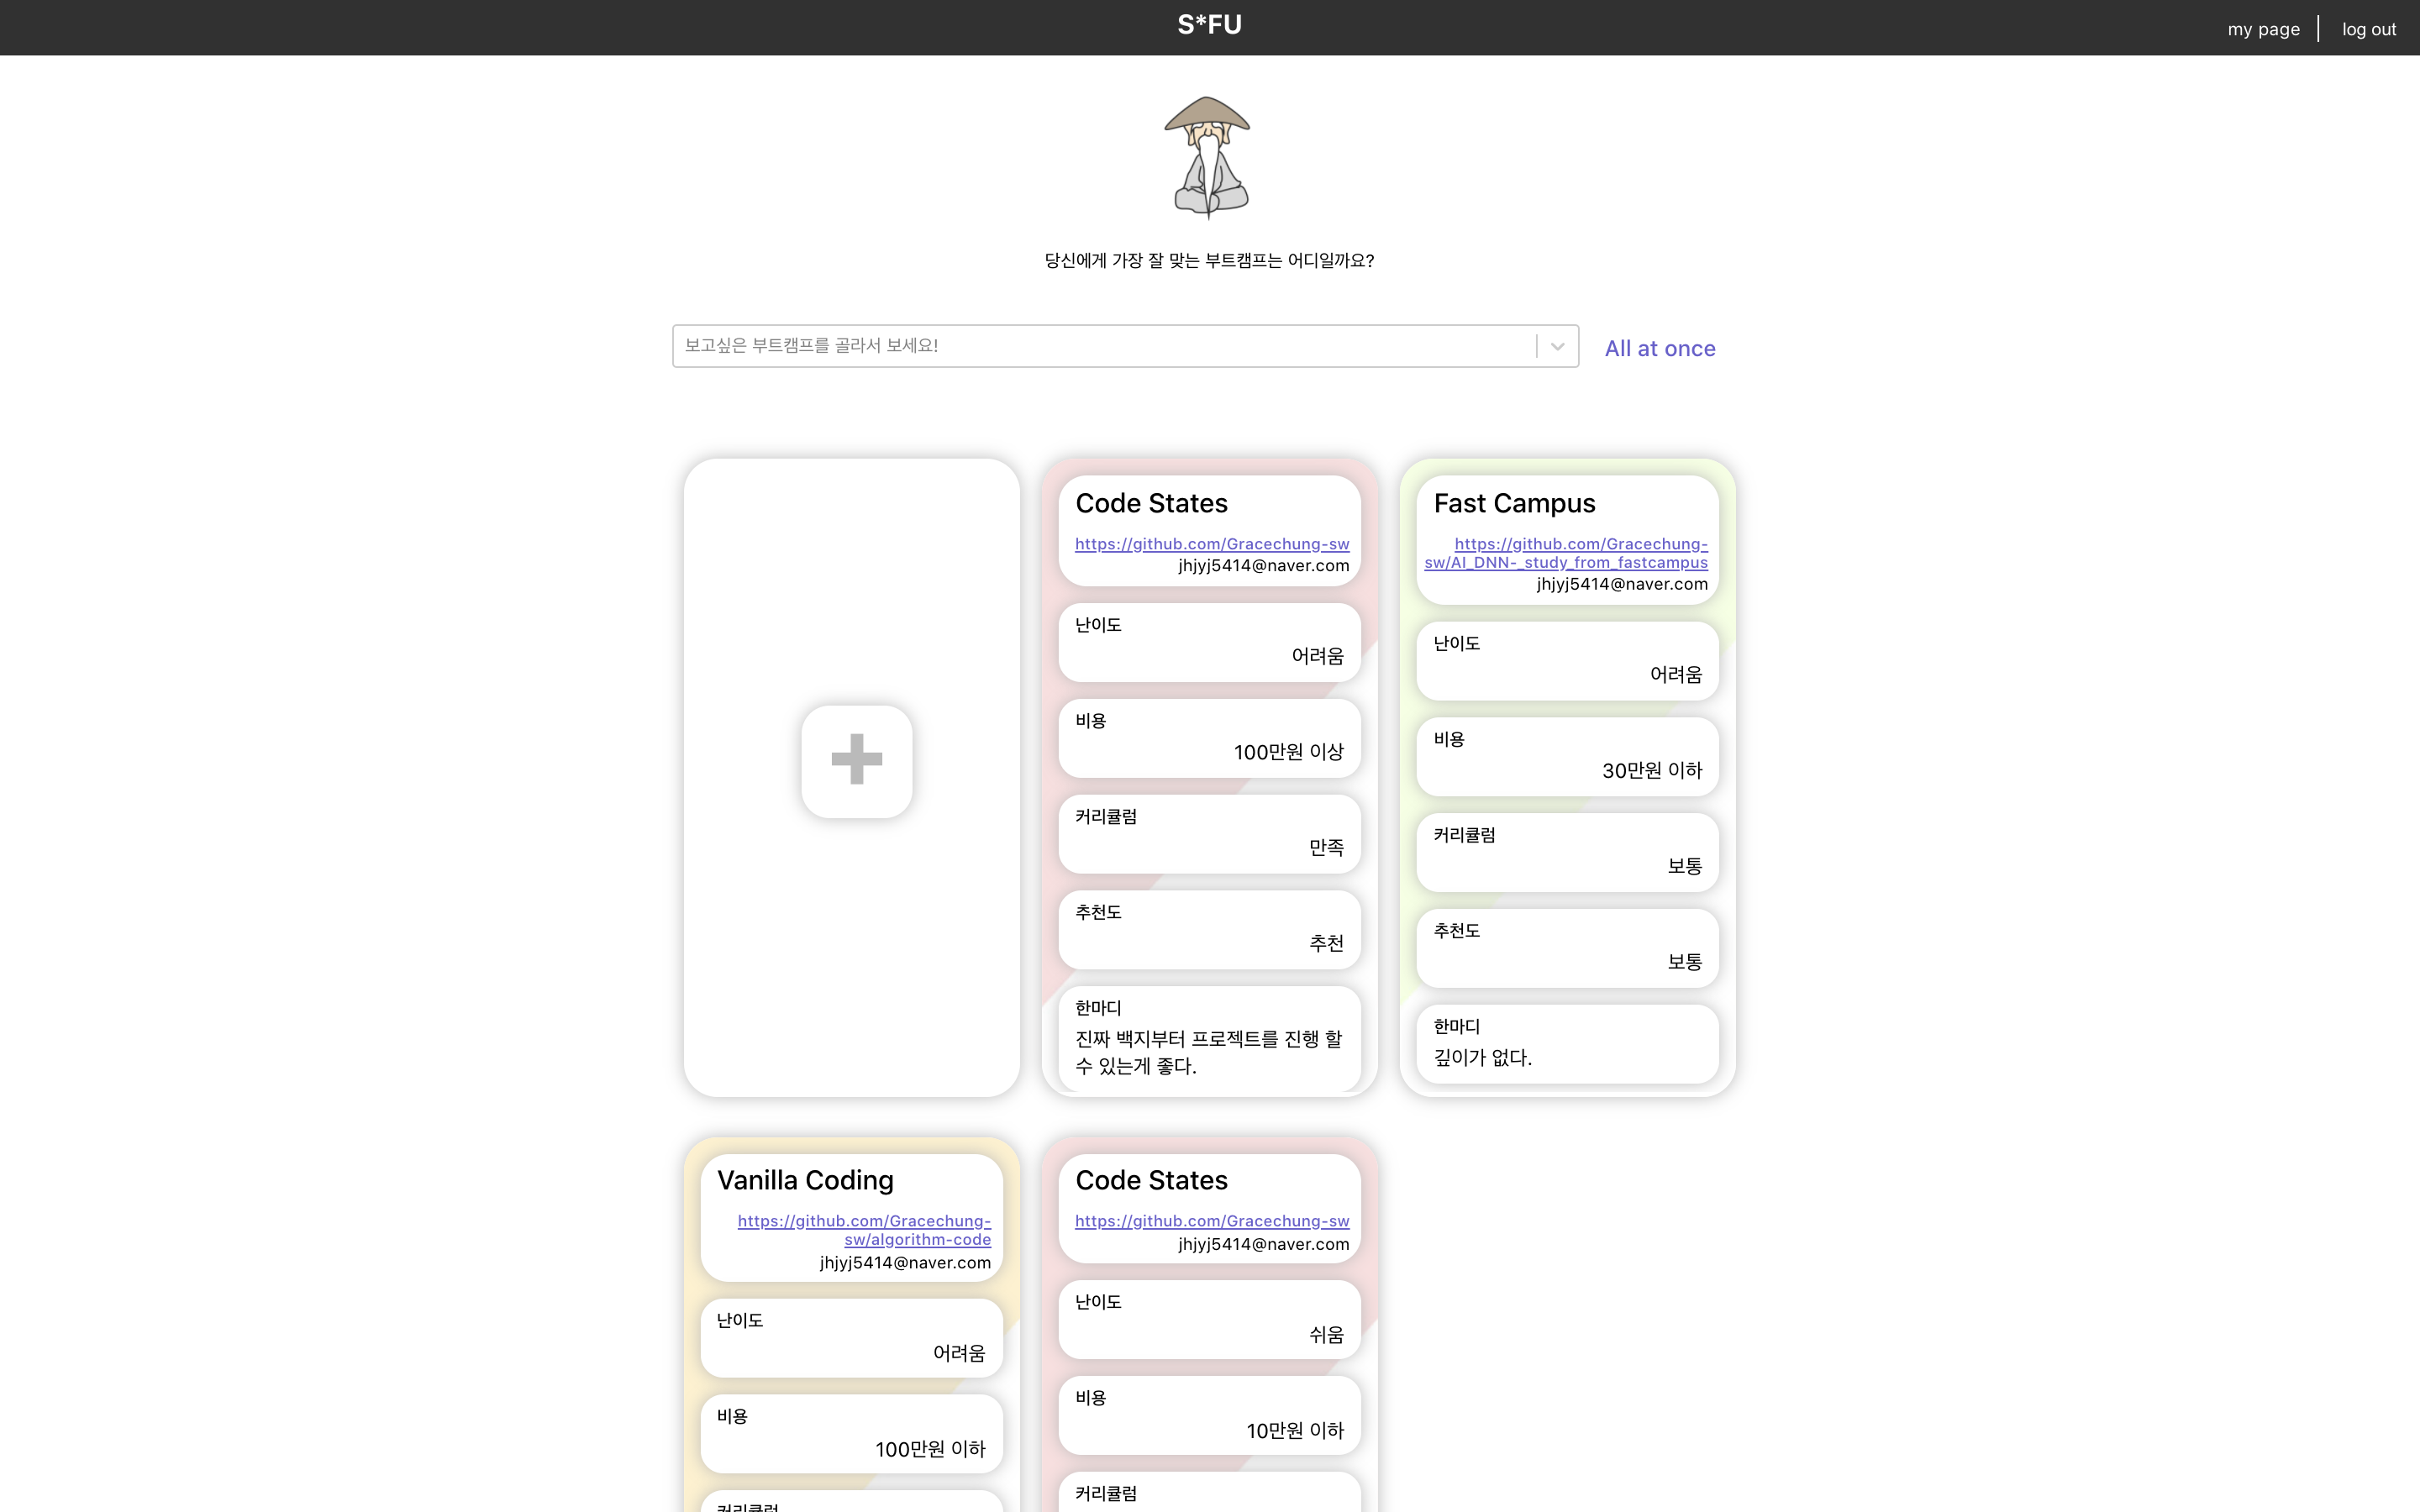 S*FU
my page
log out
당신에게 가장 잘 맞는 부트캠프는 어디일까요?
보고싶은 부트캠프를 골라서 보세요!
All at once
Code States
https://github.com/Gracechung-sw
jhjyj5414@naver.com
난이도
어려움
비용
100만원 이상
커리큘럼
만족
추천도
추천
한마디
진짜 백지부터 프로젝트를 진행 할
수 있는게 좋다.
Fast Campus
https://github.com/Gracechung-
sw/AI_DNN-_study_from_fastcampus
jhjyj5414@naver.com
난이도
어려움
비용
30만원 이하
커리큘럼
보통
추천도
보통
한마디
깊이가 없다.
Vanilla Coding
https://github.com/Gracechung-
sw/algorithm-code
jhjyj5414@naver.com
난이도
어려움
비용
100만원 이하
커리큘럼
Code States
https://github.com/Gracechung-sw
jhjyj5414@naver.com
난이도
쉬움
비용
10만원 이하
커리큘럼